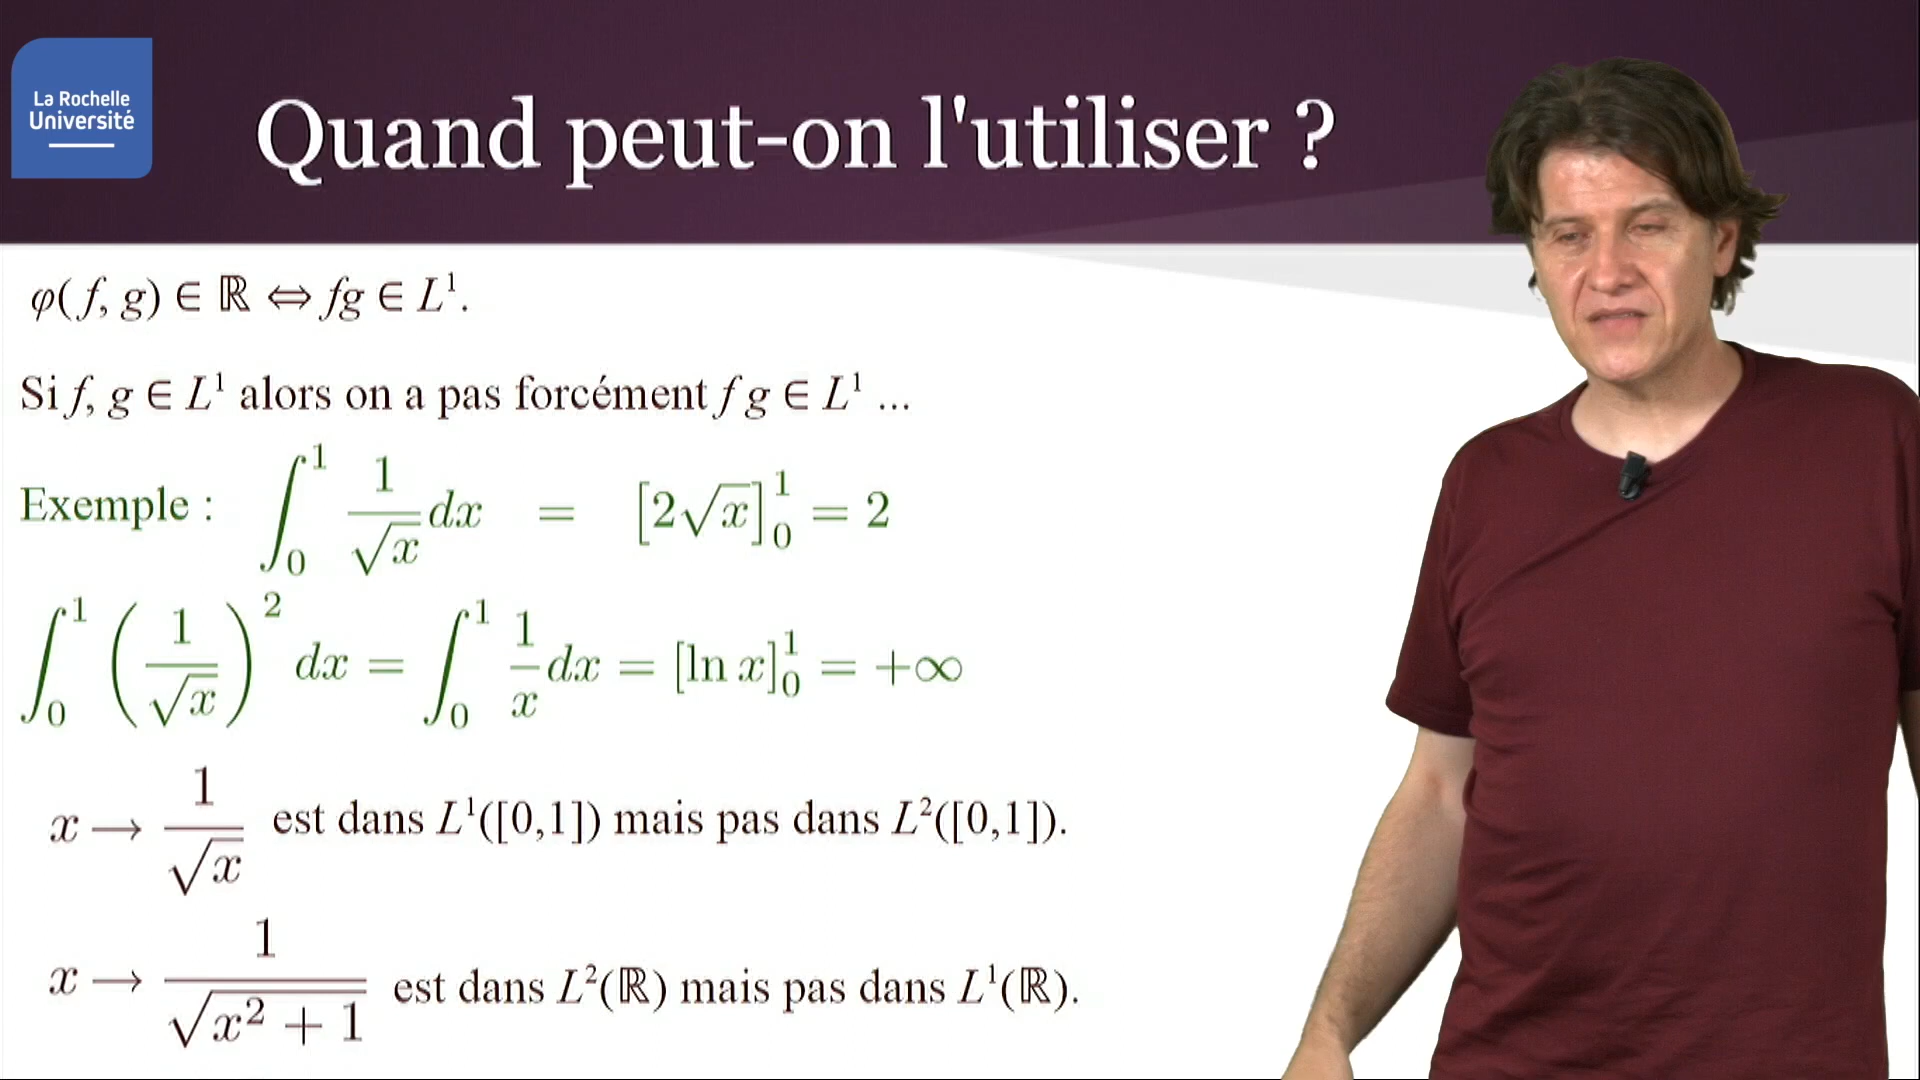 La Rochelle
Université
Quand peut-on l'utiliser ?
φ(f, g) ∈ ℝ ⇔ fg ∈ L¹.
Si f, g ∈ L¹ alors on a pas forcément f g ∈ L¹ ...
Exemple : ∫₀¹ 1/√x dx = [2√x]₀¹ = 2
∫₀¹ (1/√x)² dx = ∫₀¹ 1/x dx = [ln x]₀¹ = +∞
x → 1/√x est dans L¹([0,1]) mais pas dans L²([0,1]).
x → 1/√(x² + 1) est dans L²(ℝ) mais pas dans L¹(ℝ).